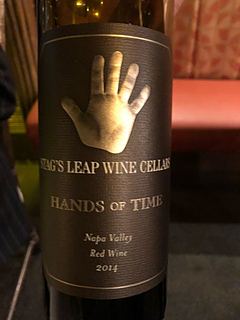 STAG'S LEAP WINE CELLARS
HANDS OF TIME
Napa Valley
Red Wine
2014